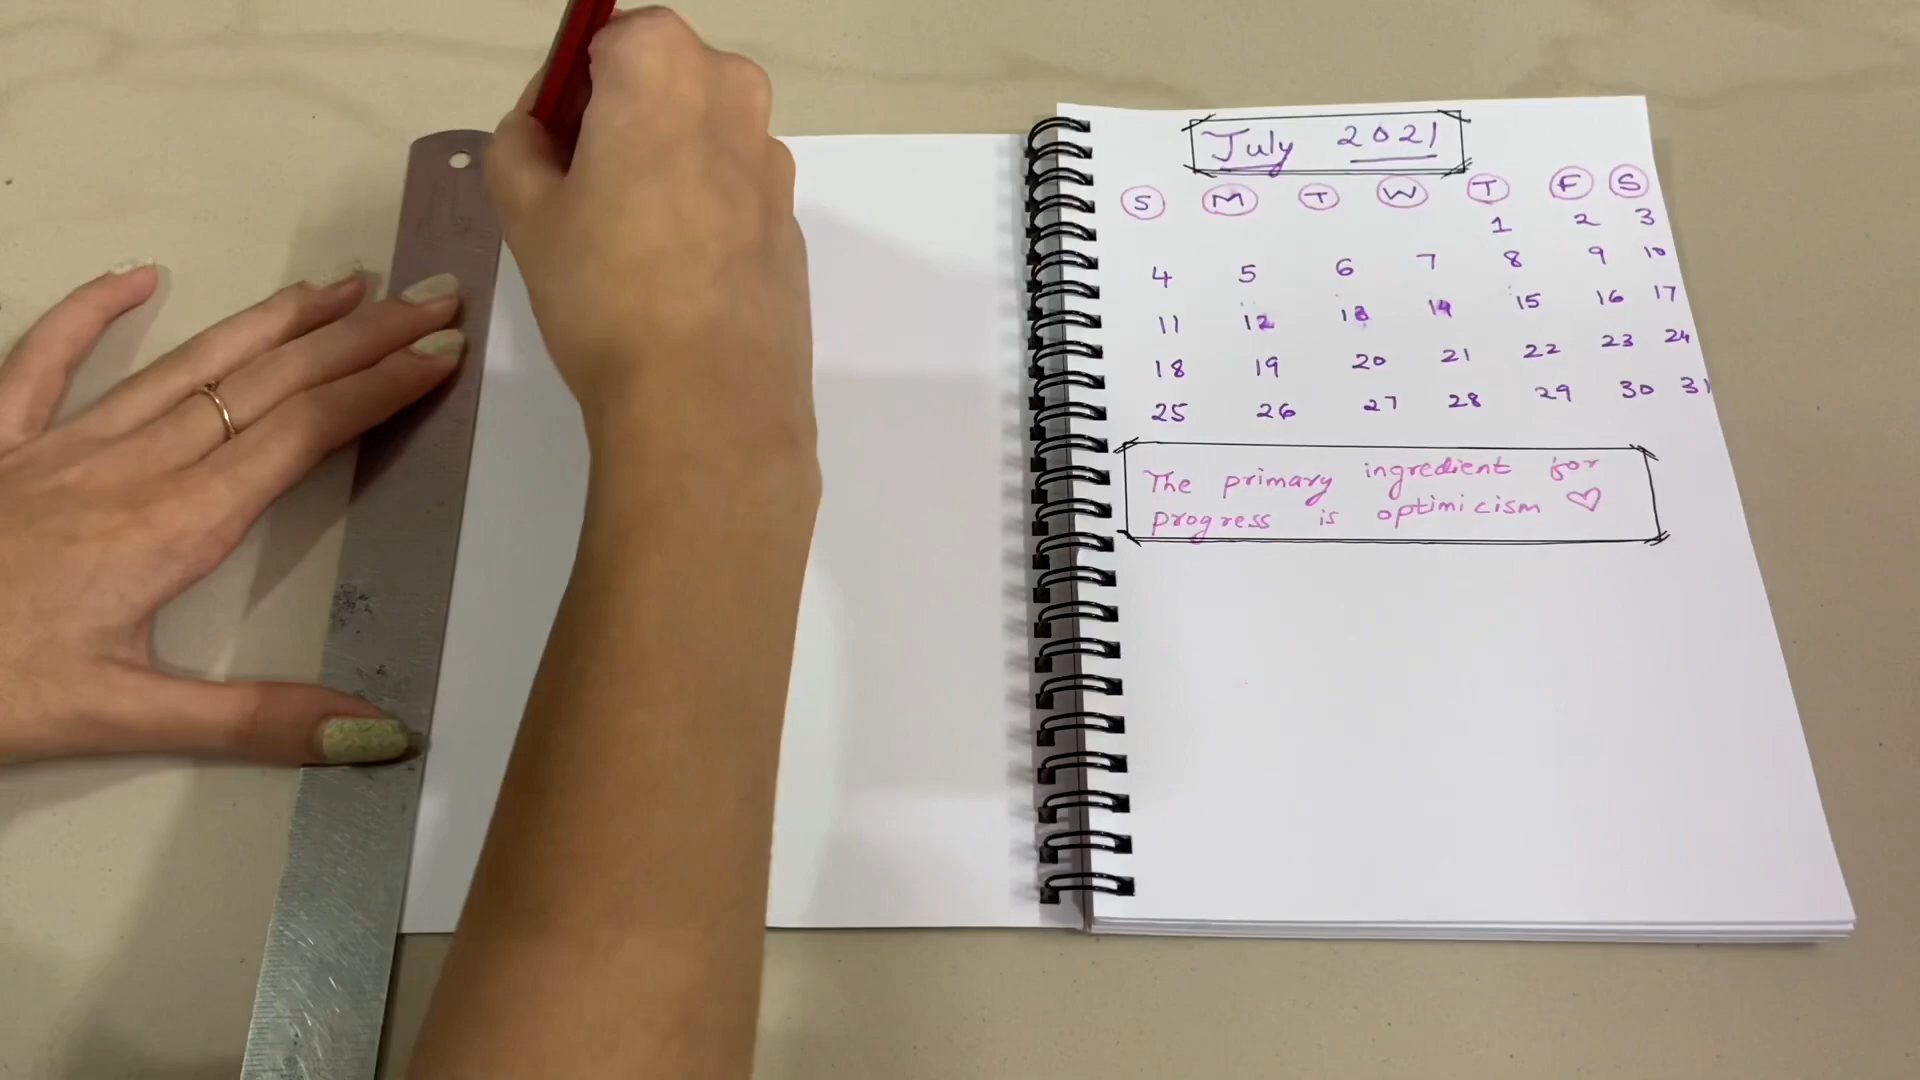 July 2021
S M T W T F S
1 2 3
4 5 6 7 8 9 10
11 12 13 14 15 16 17
18 19 20 21 22 23 24
25 26 27 28 29 30 31
The primary ingredient for
progress is optimicism ♡